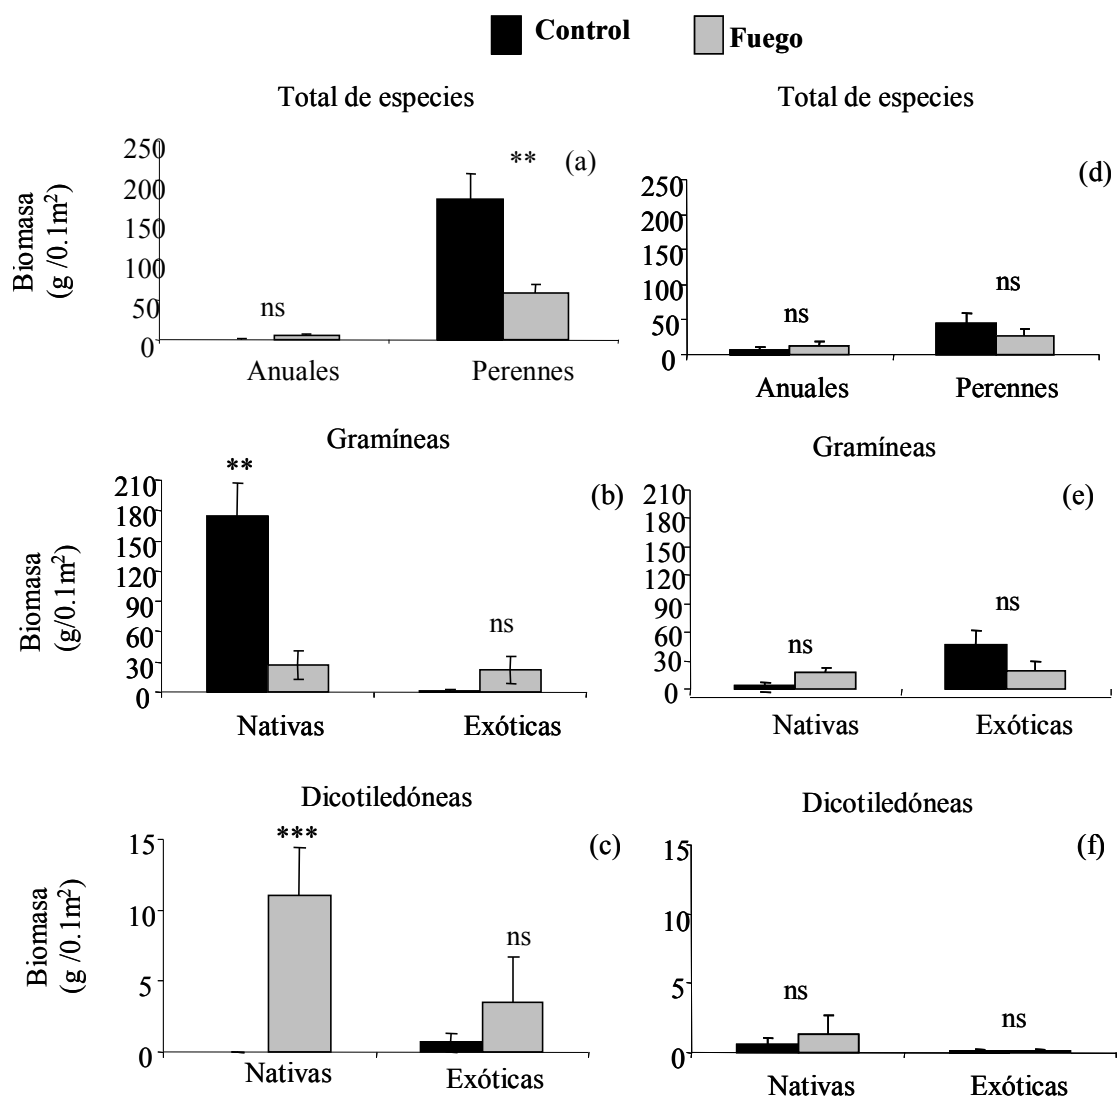 Control
Fuego
Total de especies
Biomasa
(g /0.1m²)
250
200
150
100
50
0
**
(a)
ns
Anuales
Perennes
Total de especies
250
200
150
100
50
0
(d)
ns
ns
Anuales
Perennes
Gramíneas
Biomasa
(g/0.1m²)
210
180
150
120
90
60
30
0
**
(b)
ns
Nativas
Exóticas
Gramíneas
210
180
150
120
90
60
30
0
(e)
ns
ns
Nativas
Exóticas
Dicotiledóneas
Biomasa
(g /0.1m²)
15
10
5
0
***
(c)
ns
Nativas
Exóticas
Dicotiledóneas
15
10
5
0
(f)
ns
ns
Nativas
Exóticas